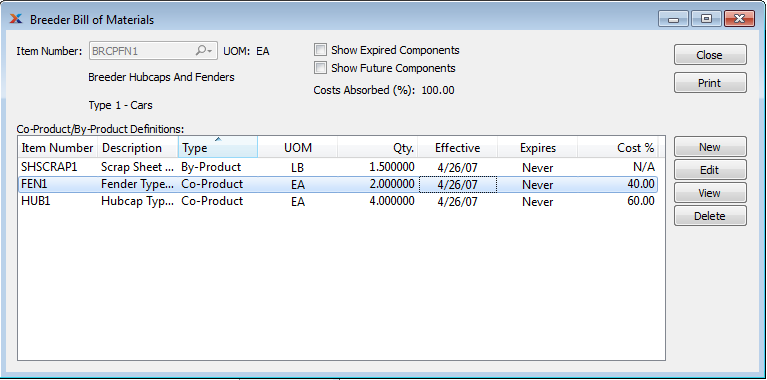 Breeder Bill of Materials
Item Number: BRCPFN1 UOM: EA
Show Expired Components
Show Future Components
Breeder Hubcaps And Fenders
Costs Absorbed (%): 100.00
Type 1 - Cars
Close
Print
Co-Product/By-Product Definitions:
Item Number Description Type UOM Qty. Effective Expires Cost %
SHSCRAP1 Scrap Sheet ... By-Product LB 1.500000 4/26/07 Never N/A
FEN1 Fender Type... Co-Product EA 2.000000 4/26/07 Never 40.00
HUB1 Hubcap Typ... Co-Product EA 4.000000 4/26/07 Never 60.00
New
Edit
View
Delete